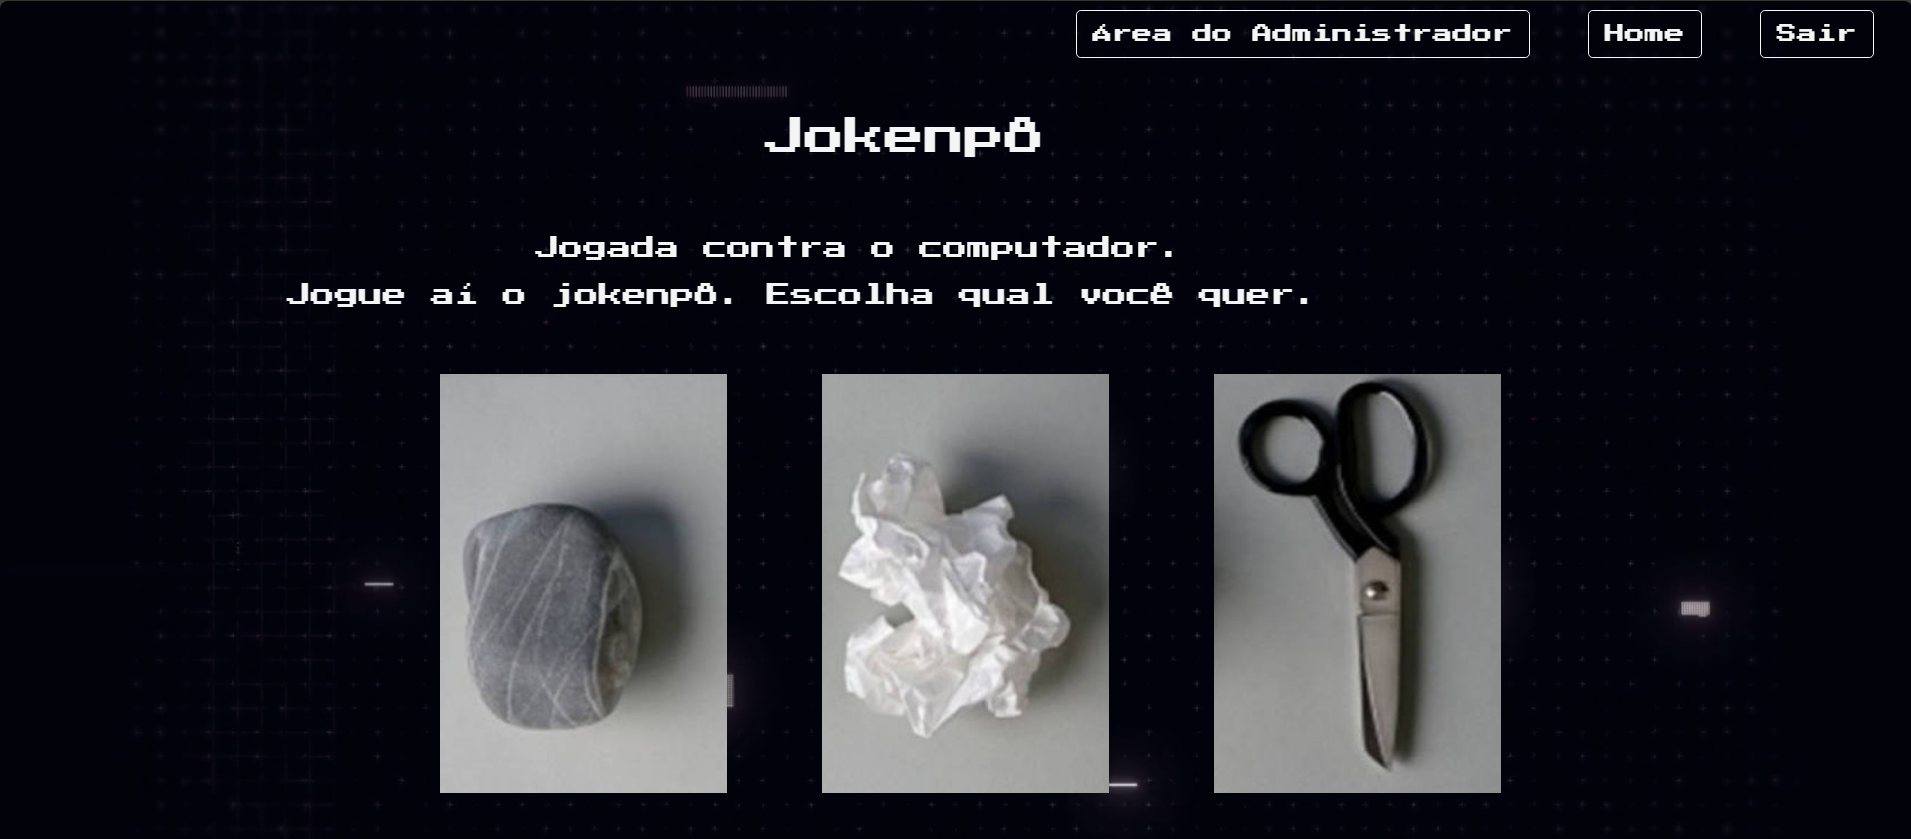 Área do Administrador
Home
Sair
Jokenpô
Jogada contra o computador.
Jogue aí o jokenpô. Escolha qual você quer.